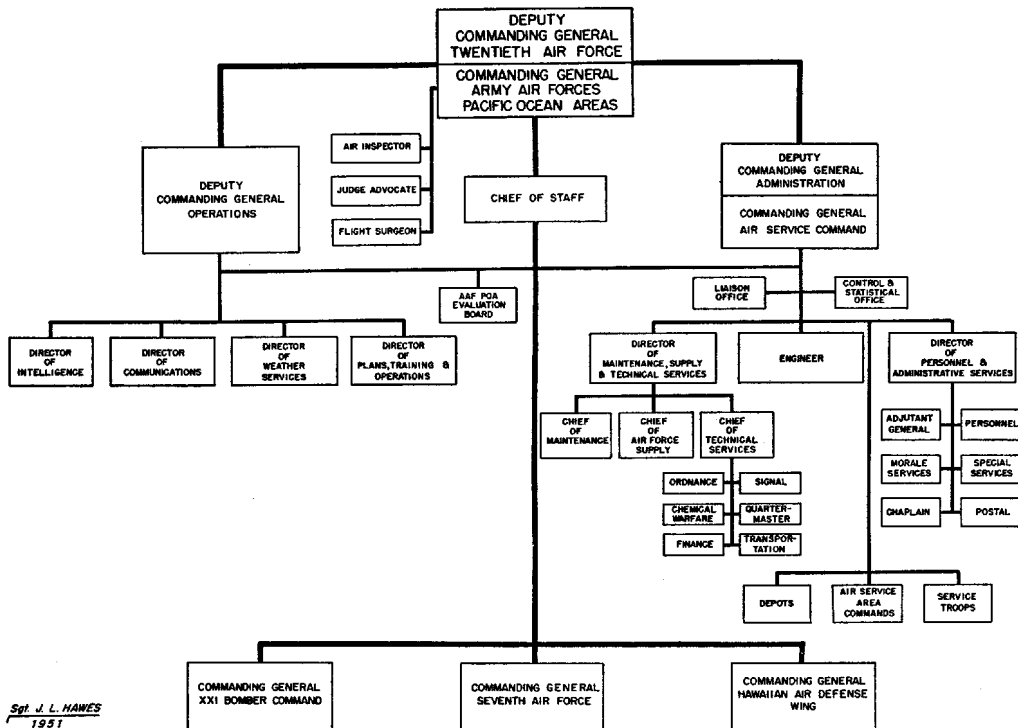 DEPUTY
COMMANDING GENERAL
TWENTIETH AIR FORCE
COMMANDING GENERAL
ARMY AIR FORCES
PACIFIC OCEAN AREAS
AIR INSPECTOR
JUDGE ADVOCATE
FLIGHT SURGEON
DEPUTY
COMMANDING GENERAL
OPERATIONS
CHIEF OF STAFF
DEPUTY
COMMANDING GENERAL
ADMINISTRATION
COMMANDING GENERAL
AIR SERVICE COMMAND
AAF POA
EVALUATION
BOARD
LIAISON
OFFICE
CONTROL &
STATISTICAL
OFFICE
DIRECTOR
OF
INTELLIGENCE
DIRECTOR
OF
COMMUNICATIONS
DIRECTOR
OF
WEATHER
SERVICES
DIRECTOR
OF
PLANS, TRAINING &
OPERATIONS
DIRECTOR
OF
MAINTENANCE, SUPPLY
& TECHNICAL SERVICES
ENGINEER
DIRECTOR
OF
PERSONNEL &
ADMINISTRATIVE SERVICES
CHIEF
OF
MAINTENANCE
CHIEF
OF
AIR FORCE
SUPPLY
CHIEF
OF
TECHNICAL
SERVICES
ADJUTANT
GENERAL
PERSONNEL
MORALE
SERVICES
SPECIAL
SERVICES
CHAPLAIN
POSTAL
ORDNANCE
SIGNAL
CHEMICAL
WARFARE
QUARTER-
MASTER
FINANCE
TRANSPOR-
TATION
DEPOTS
AIR SERVICE
AREA
COMMANDS
SERVICE
TROOPS
COMMANDING GENERAL
XXI BOMBER COMMAND
COMMANDING GENERAL
SEVENTH AIR FORCE
COMMANDING GENERAL
HAWAIIAN AIR DEFENSE
WING
Sgt. J. L. HAWES
1951